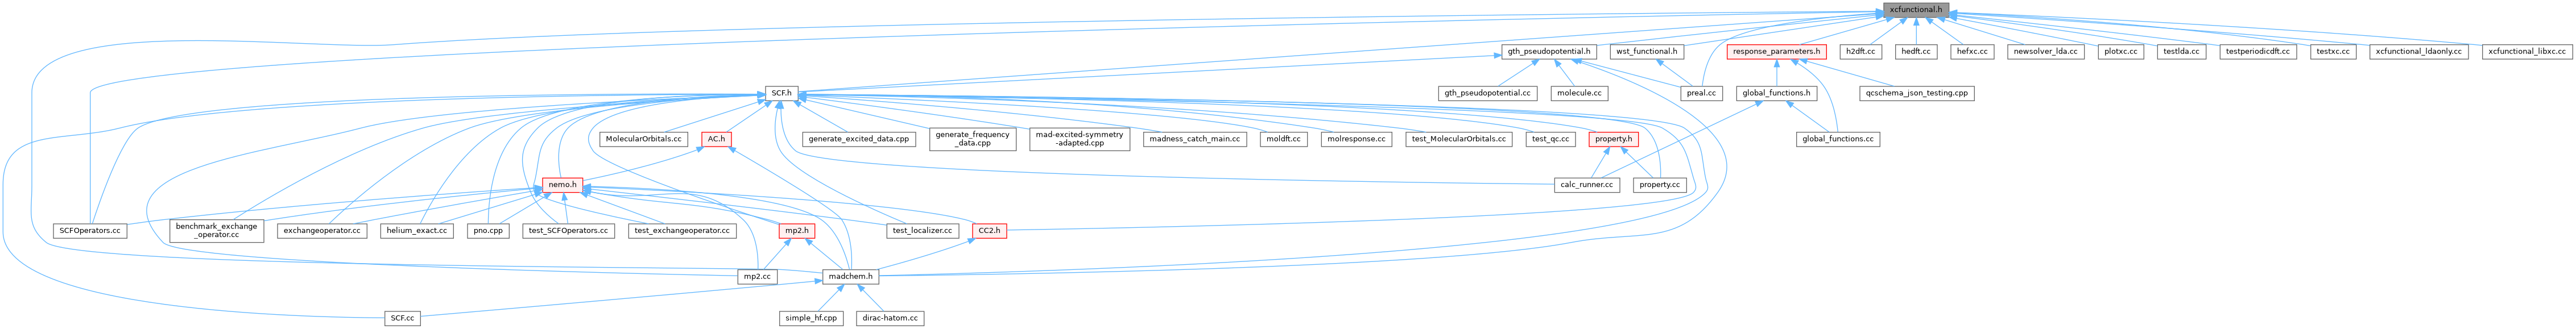 xcfunctional.h
gth_pseudopotential.h
wst_functional.h
response_parameters.h
h2dft.cc
hedft.cc
hefxc.cc
newsolver_lda.cc
plotxc.cc
testlda.cc
testperiodicdft.cc
testxc.cc
xcfunctional_ldaonly.cc
xcfunctional_libxc.cc
SCF.h
gth_pseudopotential.cc
molecule.cc
preal.cc
global_functions.h
qcschema_json_testing.cpp
MolecularOrbitals.cc
AC.h
generate_excited_data.cpp
generate_frequency
_data.cpp
mad-excited-symmetry
-adapted.cpp
madness_catch_main.cc
moldft.cc
molresponse.cc
test_MolecularOrbitals.cc
test_qc.cc
property.h
global_functions.cc
nemo.h
calc_runner.cc
property.cc
SCFOperators.cc
benchmark_exchange
_operator.cc
exchangeoperator.cc
helium_exact.cc
pno.cpp
test_SCFOperators.cc
test_exchangeoperator.cc
mp2.h
test_localizer.cc
CC2.h
mp2.cc
madchem.h
SCF.cc
simple_hf.cpp
dirac-hatom.cc